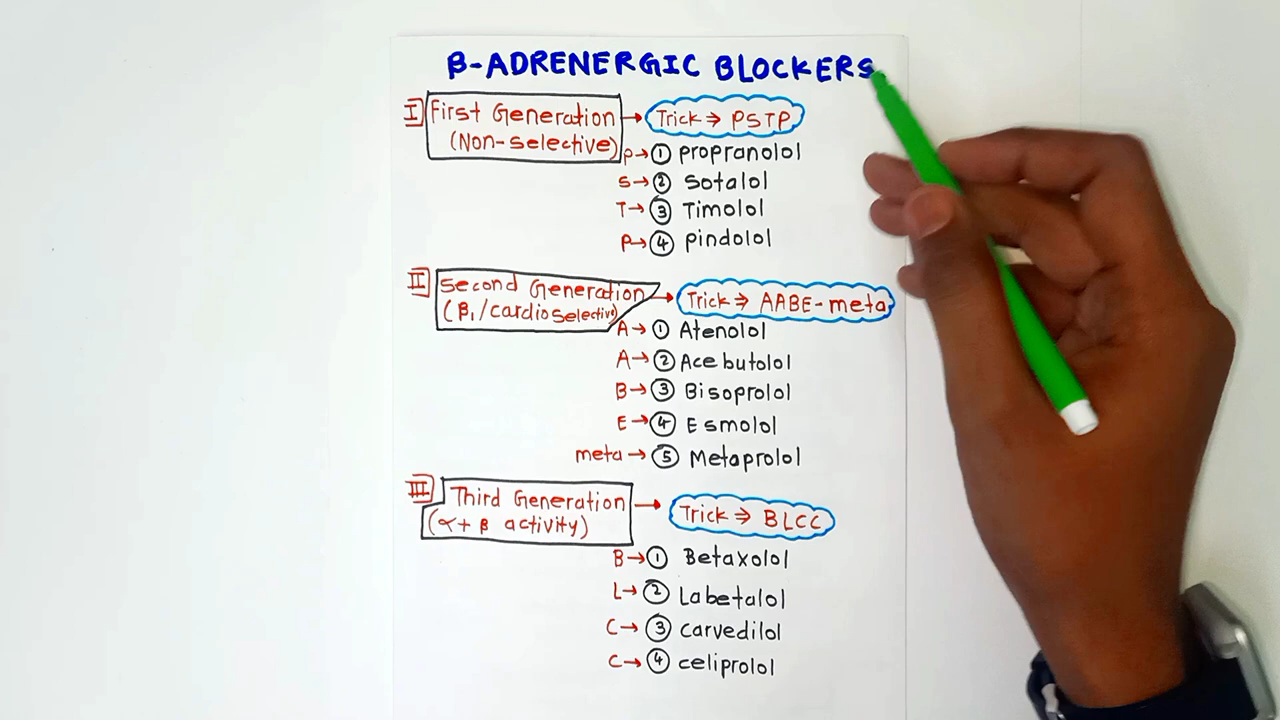 β-ADRENERGIC BLOCKERS
I First Generation → Trick ⇒ PSTP
(Non-selective)
P→ ① propranolol
S→ ② Sotalol
T→ ③ Timolol
P→ ④ pindolol
II Second Generation → Trick ⇒ AABE-meta
(β₁/cardioselective)
A→ ① Atenolol
A→ ② Acebutolol
B→ ③ Bisoprolol
E→ ④ Esmolol
meta→ ⑤ Metaprolol
III Third Generation → Trick ⇒ BLCC
(α+β activity)
B→ ① Betaxolol
L→ ② Labetalol
C→ ③ carvedilol
C→ ④ celiprolol